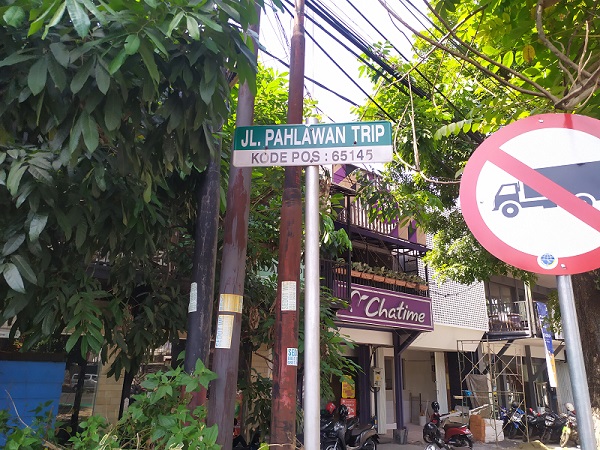 JL. PAHLAWAN TRIP
KODE POS : 65145
Chatime